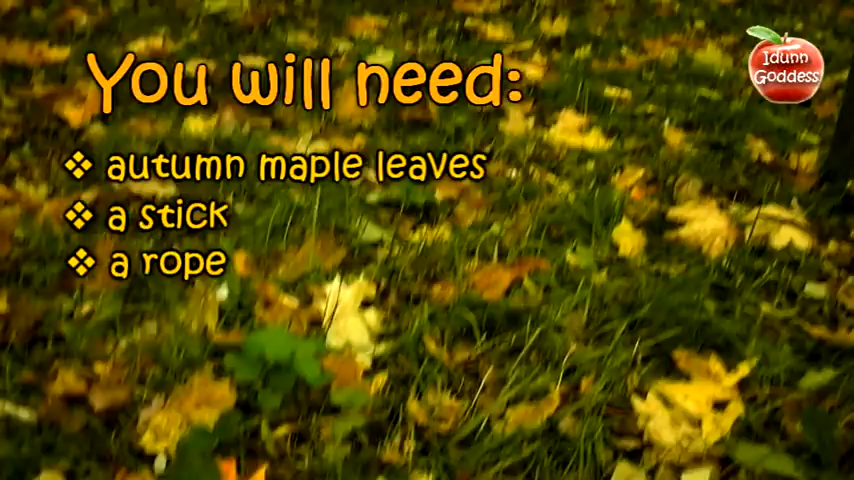 You will need:
❖ autumn maple leaves
❖ a stick
❖ a rope
Idunn
Goddess